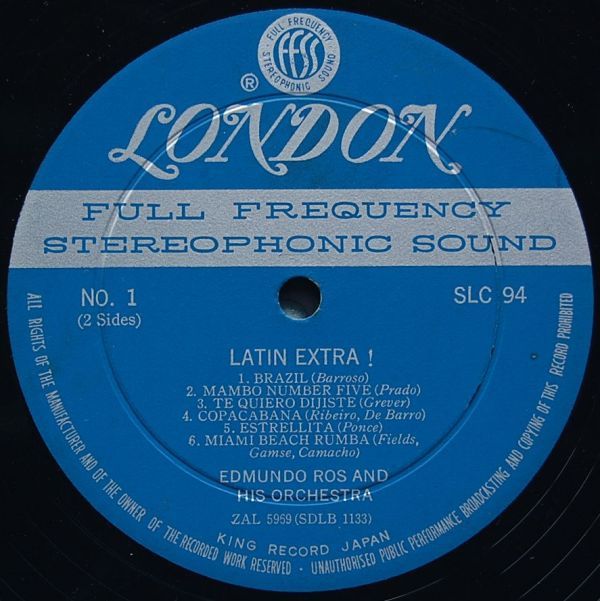 FULL FREQUENCY
FFSS
STEREOPHONIC SOUND
®
LONDON
FULL FREQUENCY
STEREOPHONIC SOUND
NO. 1
(2 Sides)
SLC 94
LATIN EXTRA !
1. BRAZIL (Barroso)
2. MAMBO NUMBER FIVE (Prado)
3. TE QUIERO DIJISTE (Grever)
4. COPACABANA (Ribeiro, De Barro)
5. ESTRELLITA (Ponce)
6. MIAMI BEACH RUMBA (Fields,
Gamse, Camacho)
EDMUNDO ROS AND
HIS ORCHESTRA
ZAL 5969 (SDLB 1133)
KING RECORD JAPAN
ALL RIGHTS OF THE MANUFACTURER AND OF THE OWNER OF THE RECORDED WORK RESERVED - UNAUTHORISED PUBLIC PERFORMANCE BROADCASTING AND COPYING OF THIS RECORD PROHIBITED